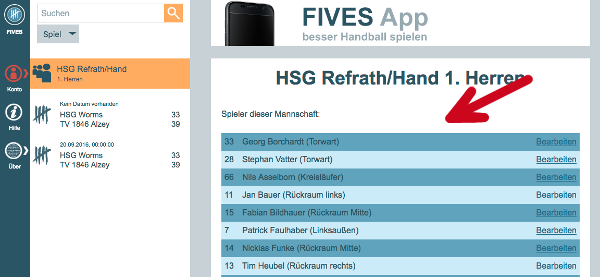 FIVES
Konto
Hilfe
Über
Suchen
Spiel
HSG Refrath/Hand
1. Herren
Kein Datum vorhanden
HSG Worms 33
TV 1846 Alzey 39
20.09.2016, 00:00:00
HSG Worms 33
TV 1846 Alzey 39
FIVES App
besser Handball spielen
HSG Refrath/Hand 1. Herren
Spieler dieser Mannschaft:
33 Georg Borchardt (Torwart) Bearbeiten
28 Stephan Vatter (Torwart) Bearbeiten
66 Nils Asselborn (Kreisläufer) Bearbeiten
11 Jan Bauer (Rückraum links) Bearbeiten
15 Fabian Bildhauer (Rückraum Mitte) Bearbeiten
7 Patrick Faulhaber (Linksaußen) Bearbeiten
14 Nicklas Funke (Rückraum Mitte) Bearbeiten
13 Tim Heubel (Rückraum rechts) Bearbeiten